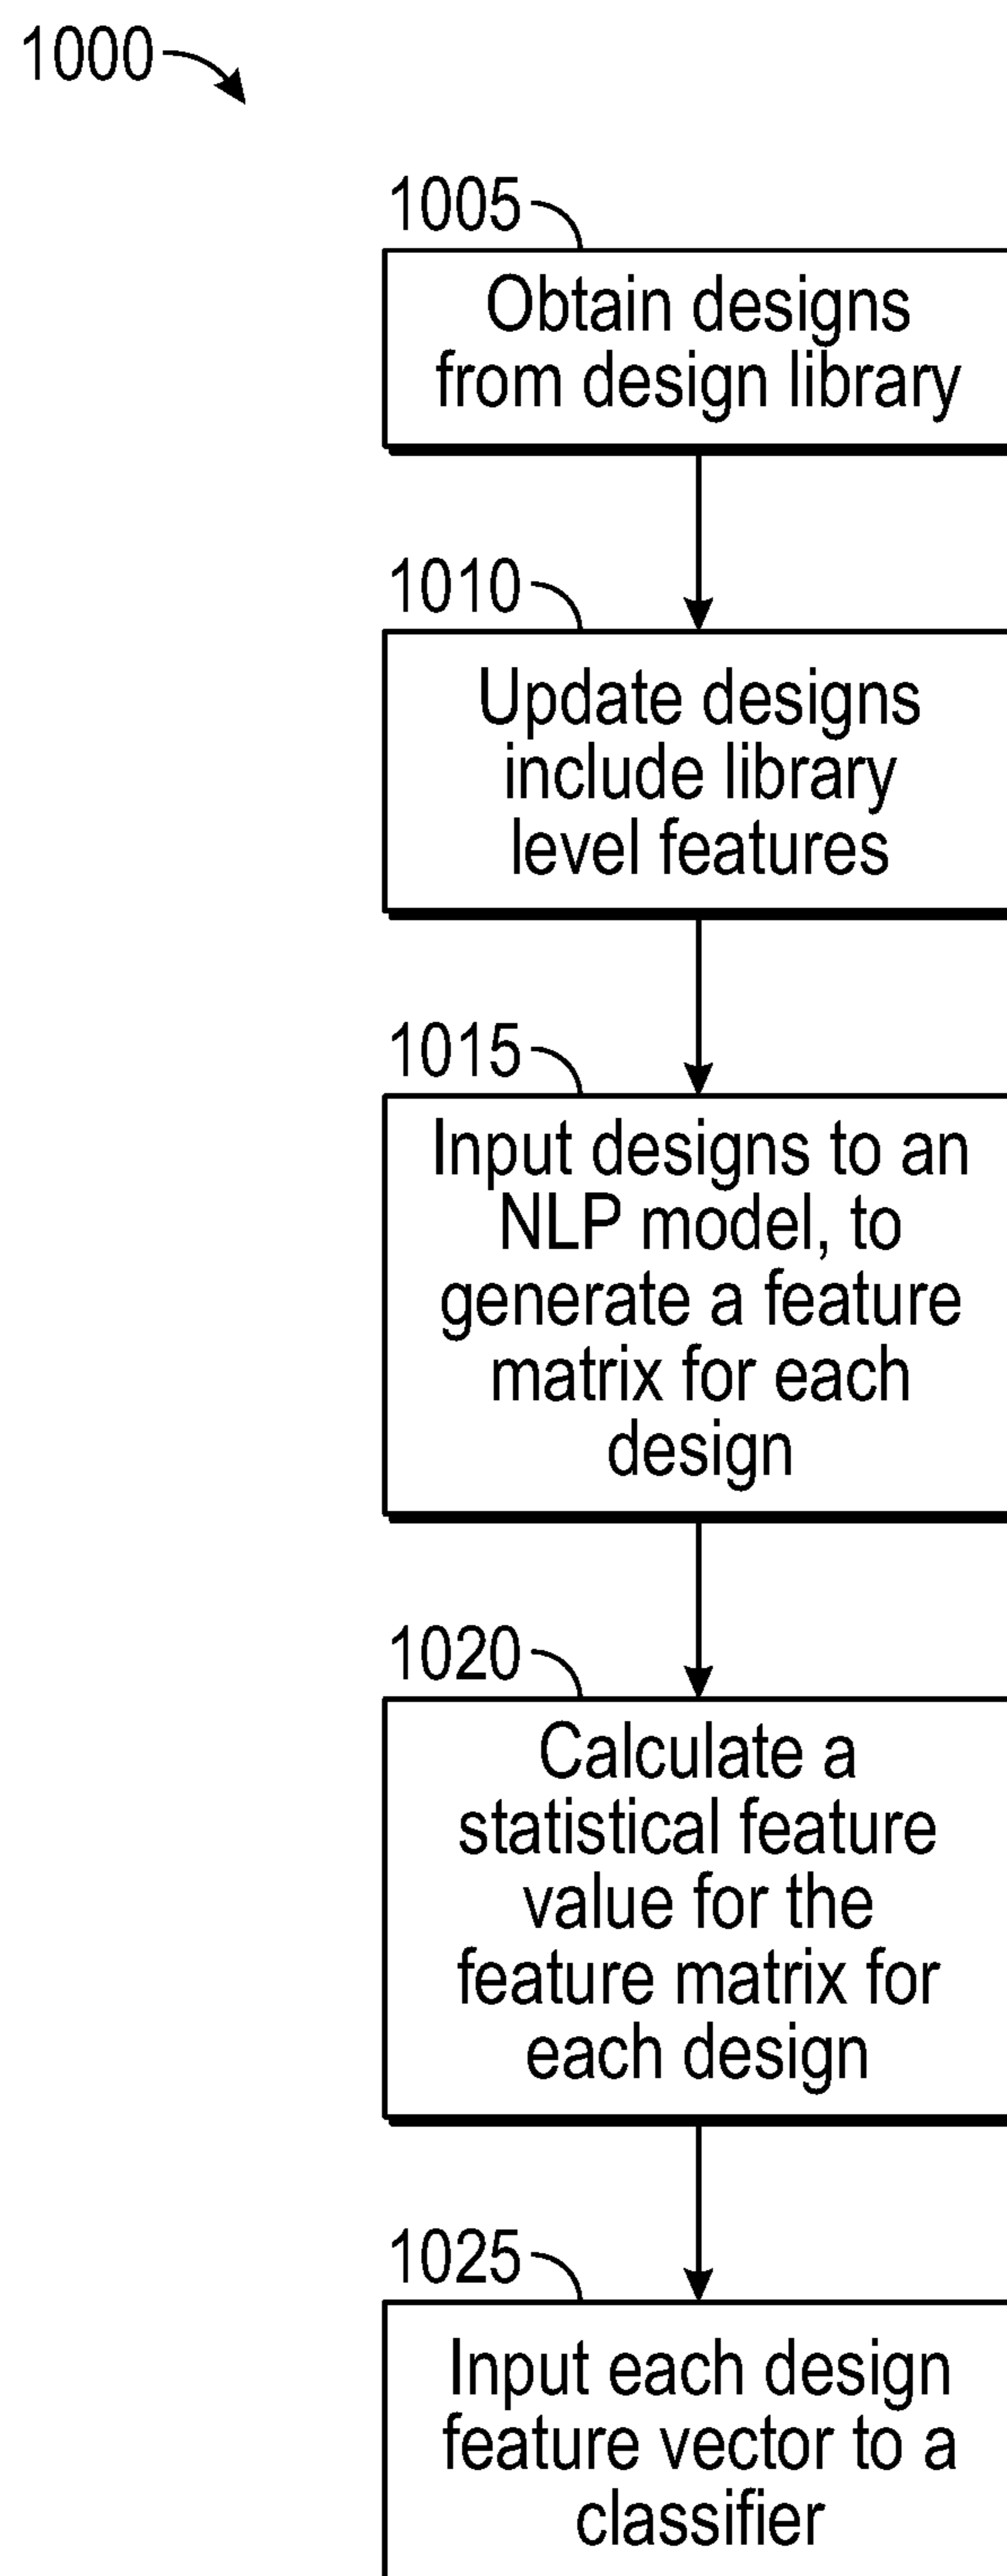 1000
1005
Obtain designs
from design library
1010
Update designs
include library
level features
1015
Input designs to an
NLP model, to
generate a feature
matrix for each
design
1020
Calculate a
statistical feature
value for the
feature matrix for
each design
1025
Input each design
feature vector to a
classifier